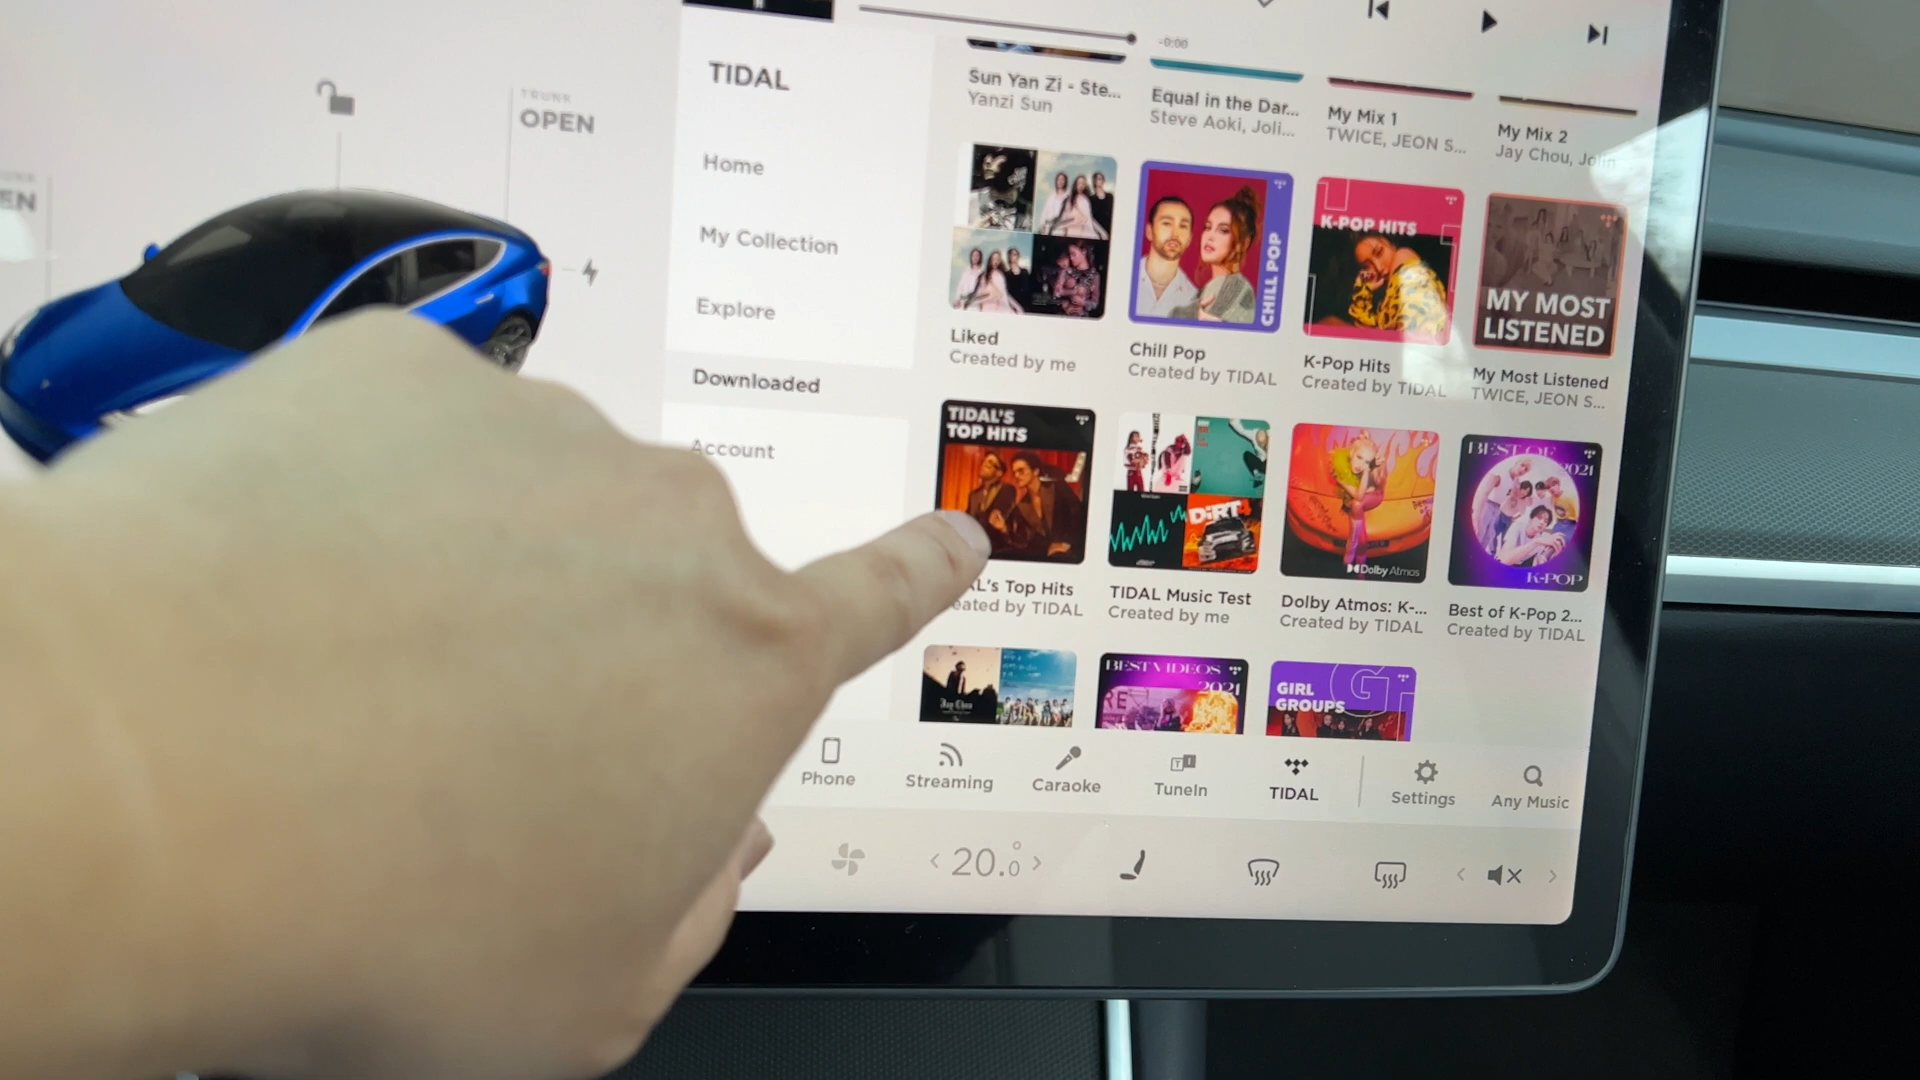 -0:00
TIDAL
TRUNK
OPEN
EN
Home
My Collection
Explore
Downloaded
Account
Sun Yan Zi - Ste...
Yanzi Sun
Equal in the Dar...
Steve Aoki, Joli...
My Mix 1
TWICE, JEON S...
My Mix 2
Jay Chou, Jolin
CHILL POP
K-POP HITS
MY MOST
LISTENED
Liked
Created by me
Chill Pop
Created by TIDAL
K-Pop Hits
Created by TIDAL
My Most Listened
TWICE, JEON S...
TIDAL'S
TOP HITS
DiRT4
Dolby Atmos
BEST OF
2021
K-POP
AL's Top Hits
eated by TIDAL
TIDAL Music Test
Created by me
Dolby Atmos: K-...
Created by TIDAL
Best of K-Pop 2...
Created by TIDAL
Jay Chou
BEST VIDEOS
2021
GIRL
GROUPS
Phone
Streaming
Caraoke
TuneIn
TIDAL
Settings
Any Music
20.0°